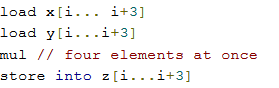 load x[i... i+3]
load y[i...i+3]
mul // four elements at once
store into z[i...i+3]